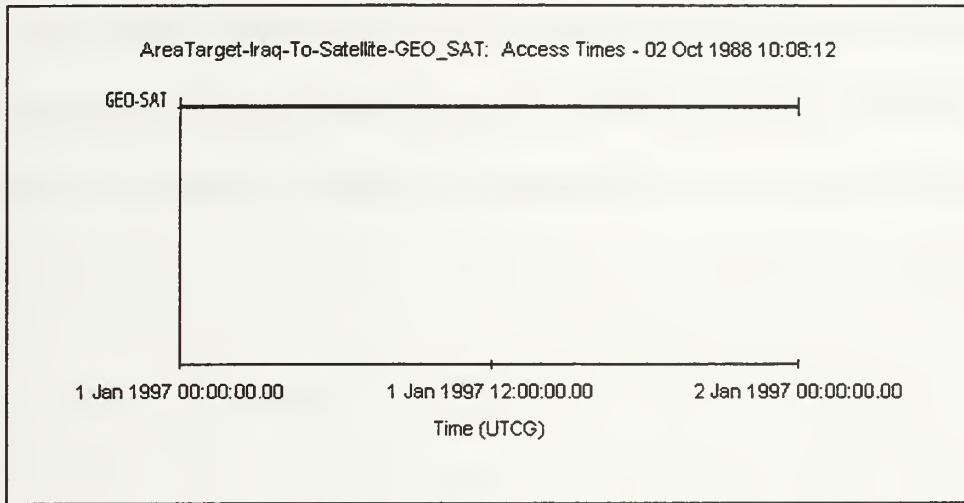 AreaTarget-Iraq-To-Satellite-GEO_SAT: Access Times - 02 Oct 1988 10:08:12
GEO-SAT
1 Jan 1997 00:00:00.00 1 Jan 1997 12:00:00.00 2 Jan 1997 00:00:00.00
Time (UTCG)